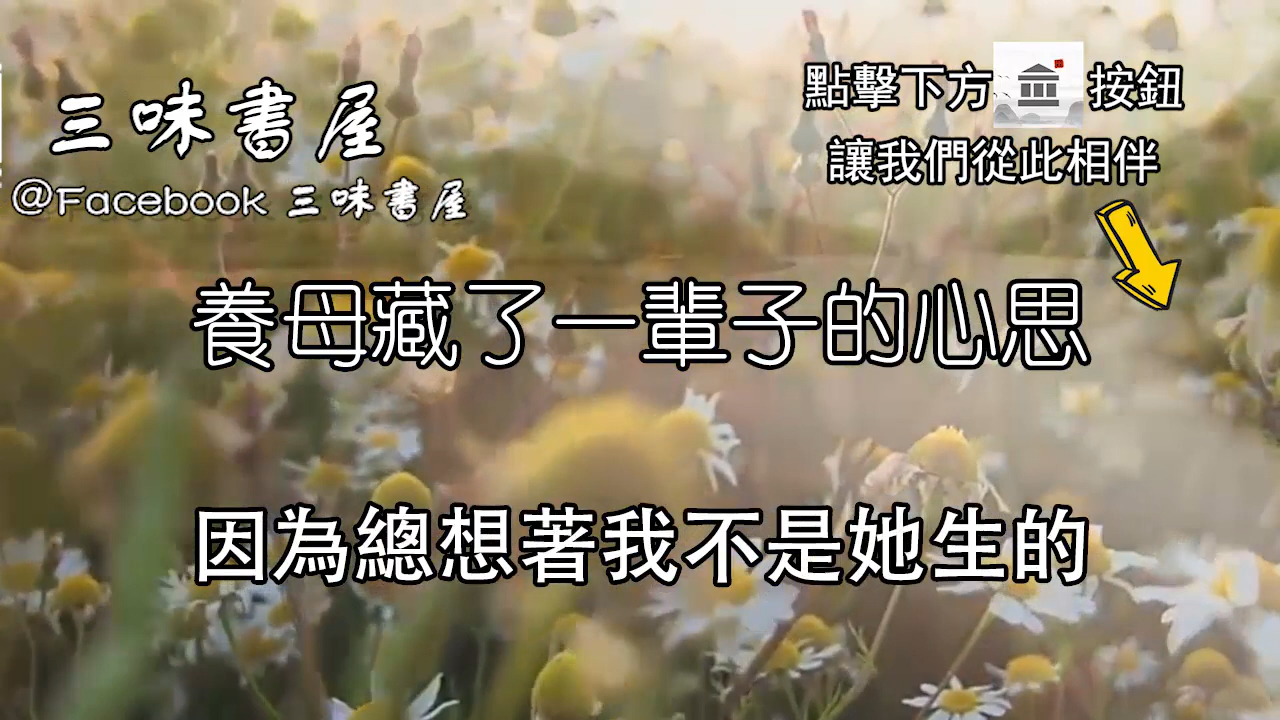 三味書屋
@Facebook 三味書屋
點擊下方 按鈕
讓我們從此相伴
養母藏了一輩子的心思
因為總想著我不是她生的